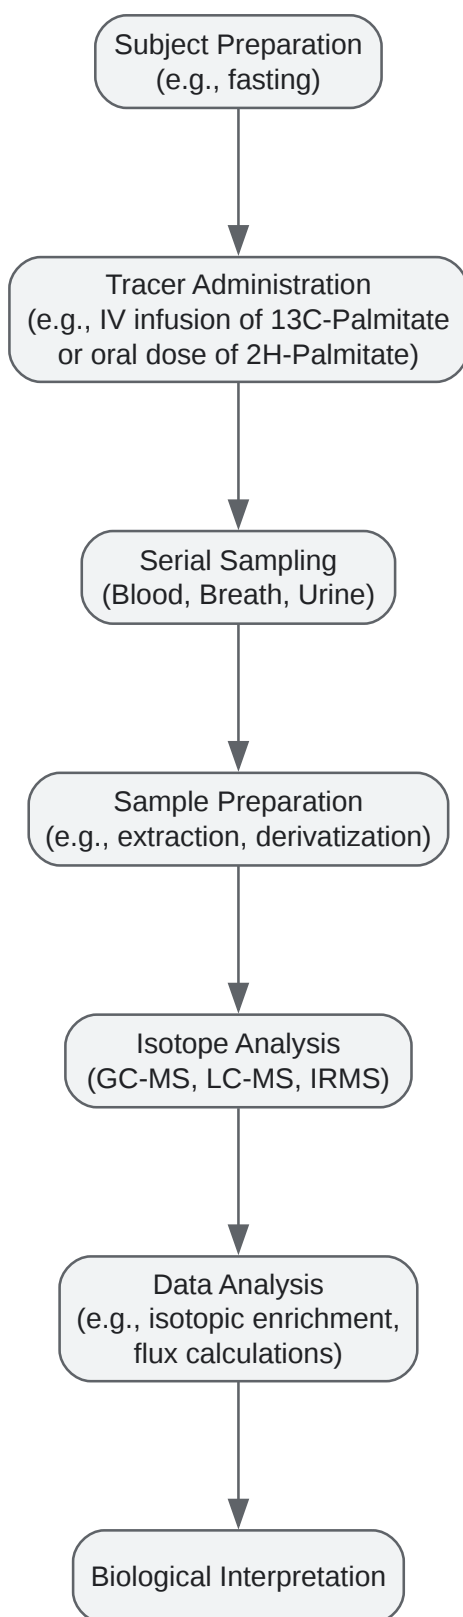 Subject Preparation
(e.g., fasting)
Tracer Administration
(e.g., IV infusion of 13C-Palmitate
or oral dose of 2H-Palmitate)
Serial Sampling
(Blood, Breath, Urine)
Sample Preparation
(e.g., extraction, derivatization)
Isotope Analysis
(GC-MS, LC-MS, IRMS)
Data Analysis
(e.g., isotopic enrichment,
flux calculations)
Biological Interpretation